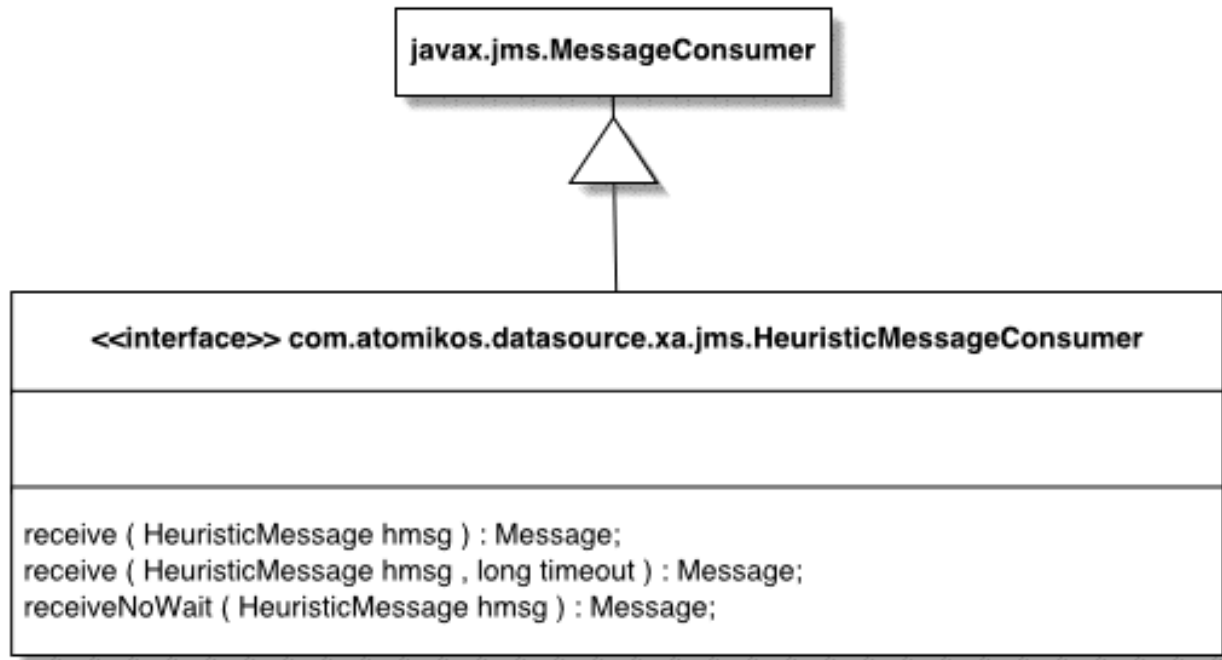 javax.jms.MessageConsumer
<<interface>> com.atomikos.datasource.xa.jms.HeuristicMessageConsumer
receive ( HeuristicMessage hmsg ) : Message;
receive ( HeuristicMessage hmsg , long timeout ) : Message;
receiveNoWait ( HeuristicMessage hmsg ) : Message;